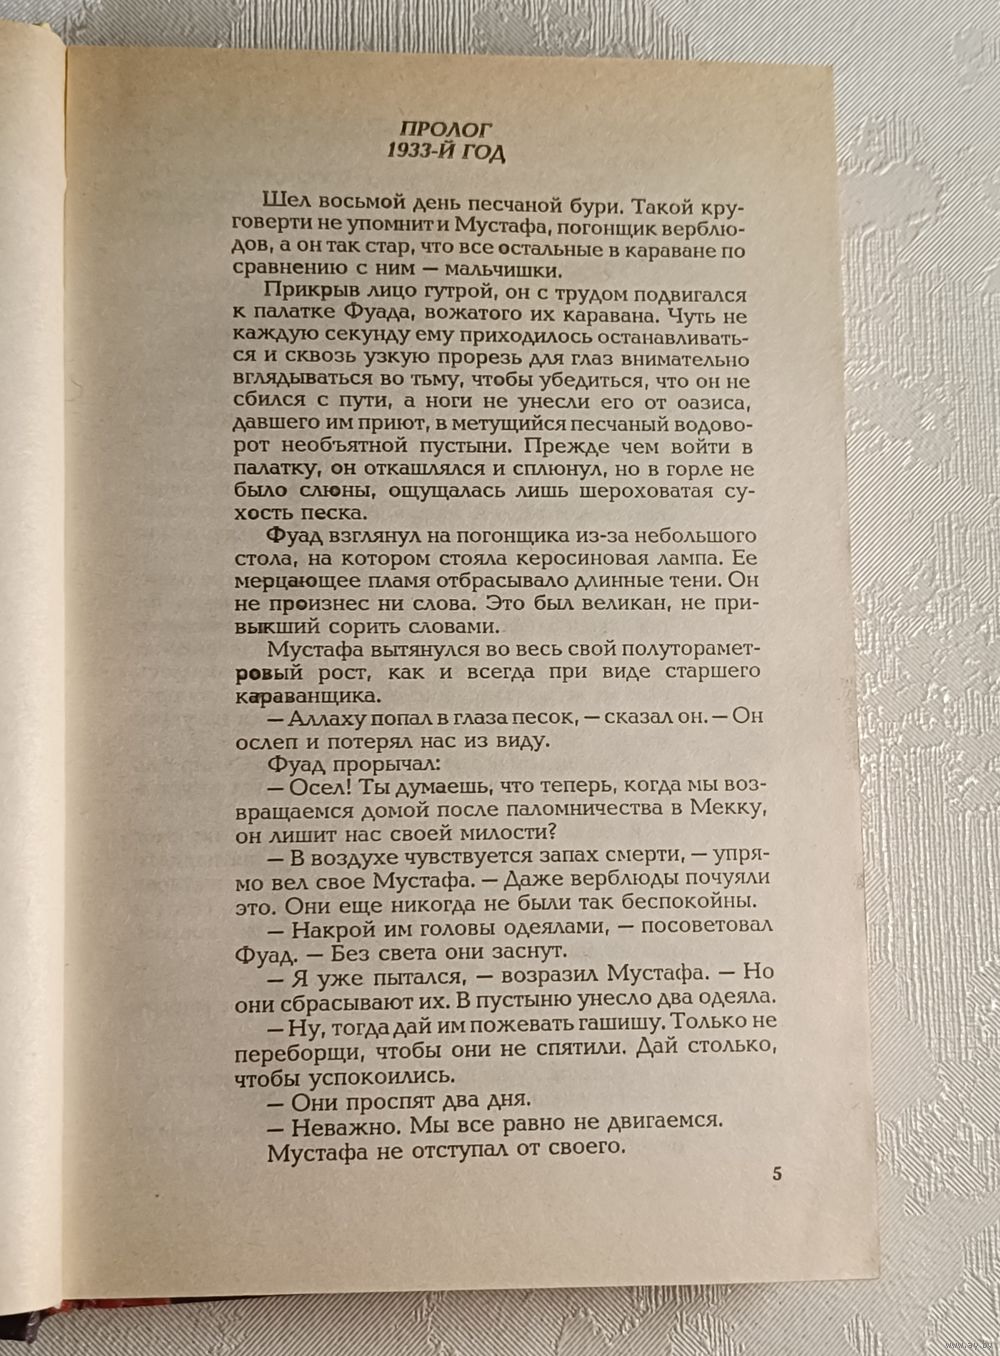 ПРОЛОГ
1933-Й ГОД
Шел восьмой день песчаной бури. Такой кру-
говерти не упомнит и Мустафа, погонщик верблю-
дов, а он так стар, что все остальные в караване по
сравнению с ним — мальчишки.
Прикрыв лицо гутрой, он с трудом подвигался
к палатке Фуада, вожатого их каравана. Чуть не
каждую секунду ему приходилось останавливать-
ся и сквозь узкую прорезь для глаз внимательно
вглядываться во тьму, чтобы убедиться, что он не
сбился с пути, а ноги не унесли его от оазиса,
давшего им приют, в метущийся песчаный водово-
рот необъятной пустыни. Прежде чем войти в
палатку, он откашлялся и сплюнул, но в горле не
было слюны, ощущалась лишь шероховатая су-
хость песка.
Фуад взглянул на погонщика из-за небольшого
стола, на котором стояла керосиновая лампа. Ее
мерцающее пламя отбрасывало длинные тени. Он
не произнес ни слова. Это был великан, не при-
выкший сорить словами.
Мустафа вытянулся во весь свой полуторамет-
ровый рост, как и всегда при виде старшего
караванщика.
— Аллаху попал в глаза песок, — сказал он. — Он
ослеп и потерял нас из виду.
Фуад прорычал:
— Осел! Ты думаешь, что теперь, когда мы воз-
вращаемся домой после паломничества в Мекку,
он лишит нас своей милости?
— В воздухе чувствуется запах смерти, — упря-
мо вел свое Мустафа. — Даже верблюды почуяли
это. Они еще никогда не были так беспокойны.
— Накрой им головы одеялами, — посоветовал
Фуад. — Без света они заснут.
— Я уже пытался, — возразил Мустафа. — Но
они сбрасывают их. В пустыню унесло два одеяла.
— Ну, тогда дай им пожевать гашишу. Только не
переборщи, чтобы они не спятили. Дай столько,
чтобы успокоились.
— Они проспят два дня.
— Неважно. Мы все равно не двигаемся.
Мустафа не отступал от своего.
5
www.av.by